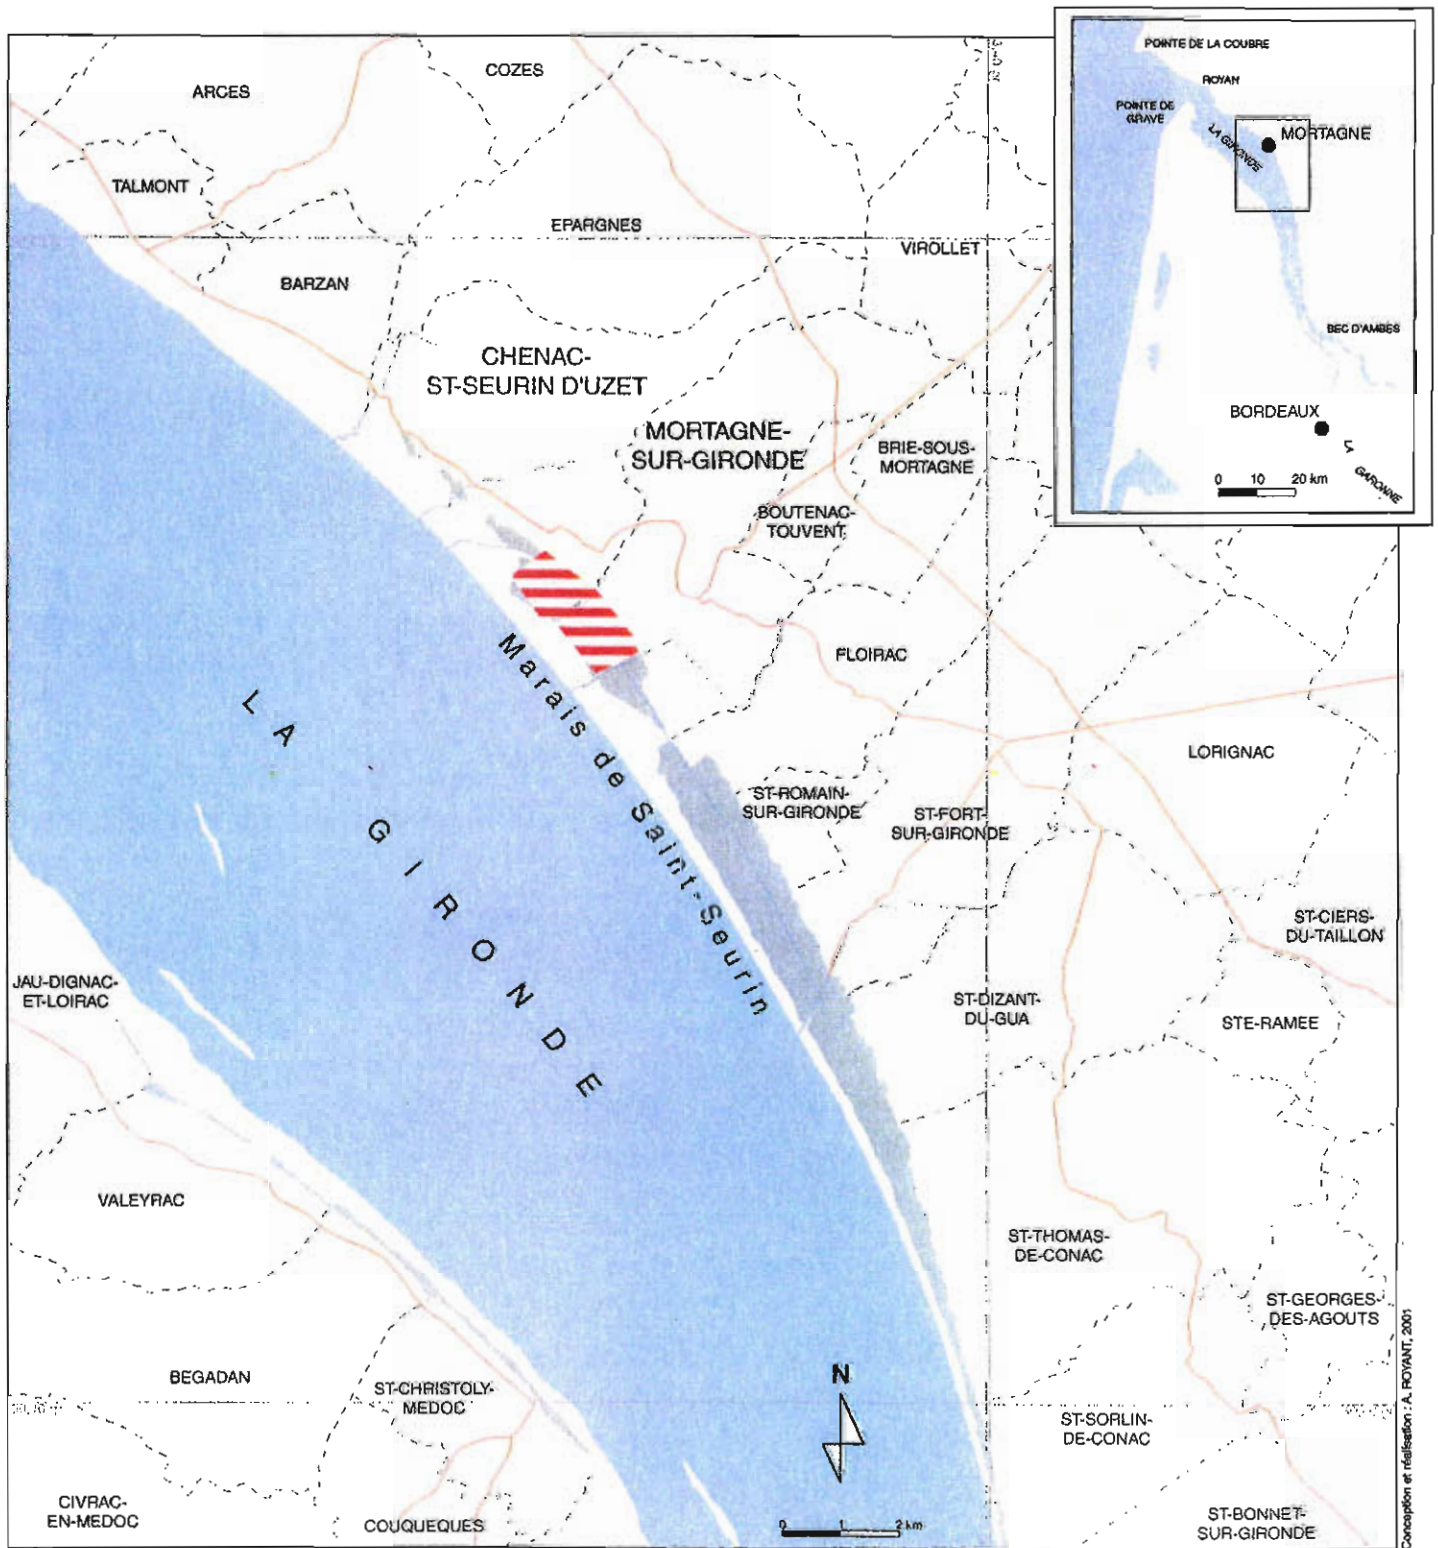 POINTE DE LA COUBRE
ROYAN
POINTE DE
GRAVE
LA GIRONDE
MORTAGNE
BEC D'AMBES
BORDEAUX
LA GARONNE
0 10 20 km
ARCES
COZES
TALMONT
EPARGNES
VIROLLET
BARZAN
CHENAC-
ST-SEURIN D'UZET
MORTAGNE-
SUR-GIRONDE
BRIE-SOUS-
MORTAGNE
BOUTENAC-
TOUVENT
FLOIRAC
Marais de Saint-Seurin
LA GIRONDE
LORIGNAC
ST-ROMAIN-
SUR-GIRONDE
ST-FORT-
SUR-GIRONDE
ST-CIERS-
DU-TAILLON
JAU-DIGNAC-
ET-LOIRAC
ST-DIZANT-
DU-GUA
STE-RAMEE
VALEYRAC
ST-THOMAS-
DE-CONAC
ST-GEORGES-
DES-AGOUTS
BEGADAN
ST-CHRISTOLY-
MEDOC
N
ST-SORLIN-
DE-CONAC
CIVRAC-
EN-MEDOC
COUQUEQUES
0 1 2 km
ST-BONNET-
SUR-GIRONDE
Conception et réalisation : A. ROYANT, 2001